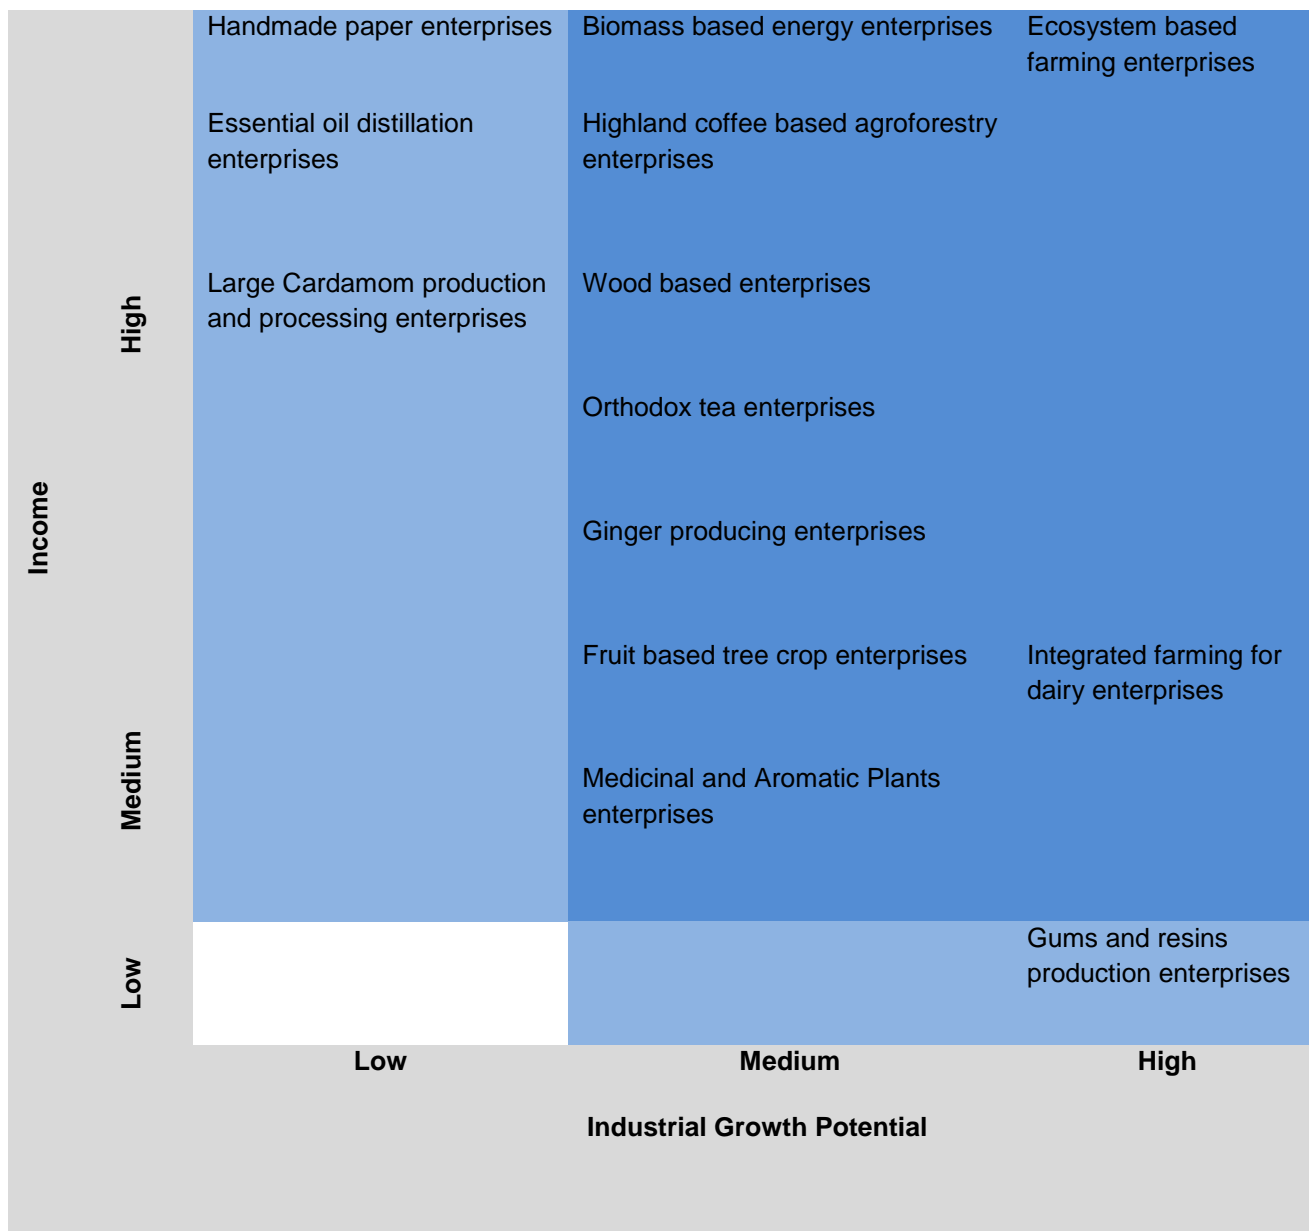 Handmade paper enterprises
Biomass based energy enterprises
Ecosystem based
farming enterprises
Essential oil distillation
enterprises
Highland coffee based agroforestry
enterprises
High
Large Cardamom production
and processing enterprises
Wood based enterprises
Orthodox tea enterprises
Income
Ginger producing enterprises
Medium
Fruit based tree crop enterprises
Integrated farming for
dairy enterprises
Medicinal and Aromatic Plants
enterprises
Low
Gums and resins
production enterprises
Low
Medium
High
Industrial Growth Potential